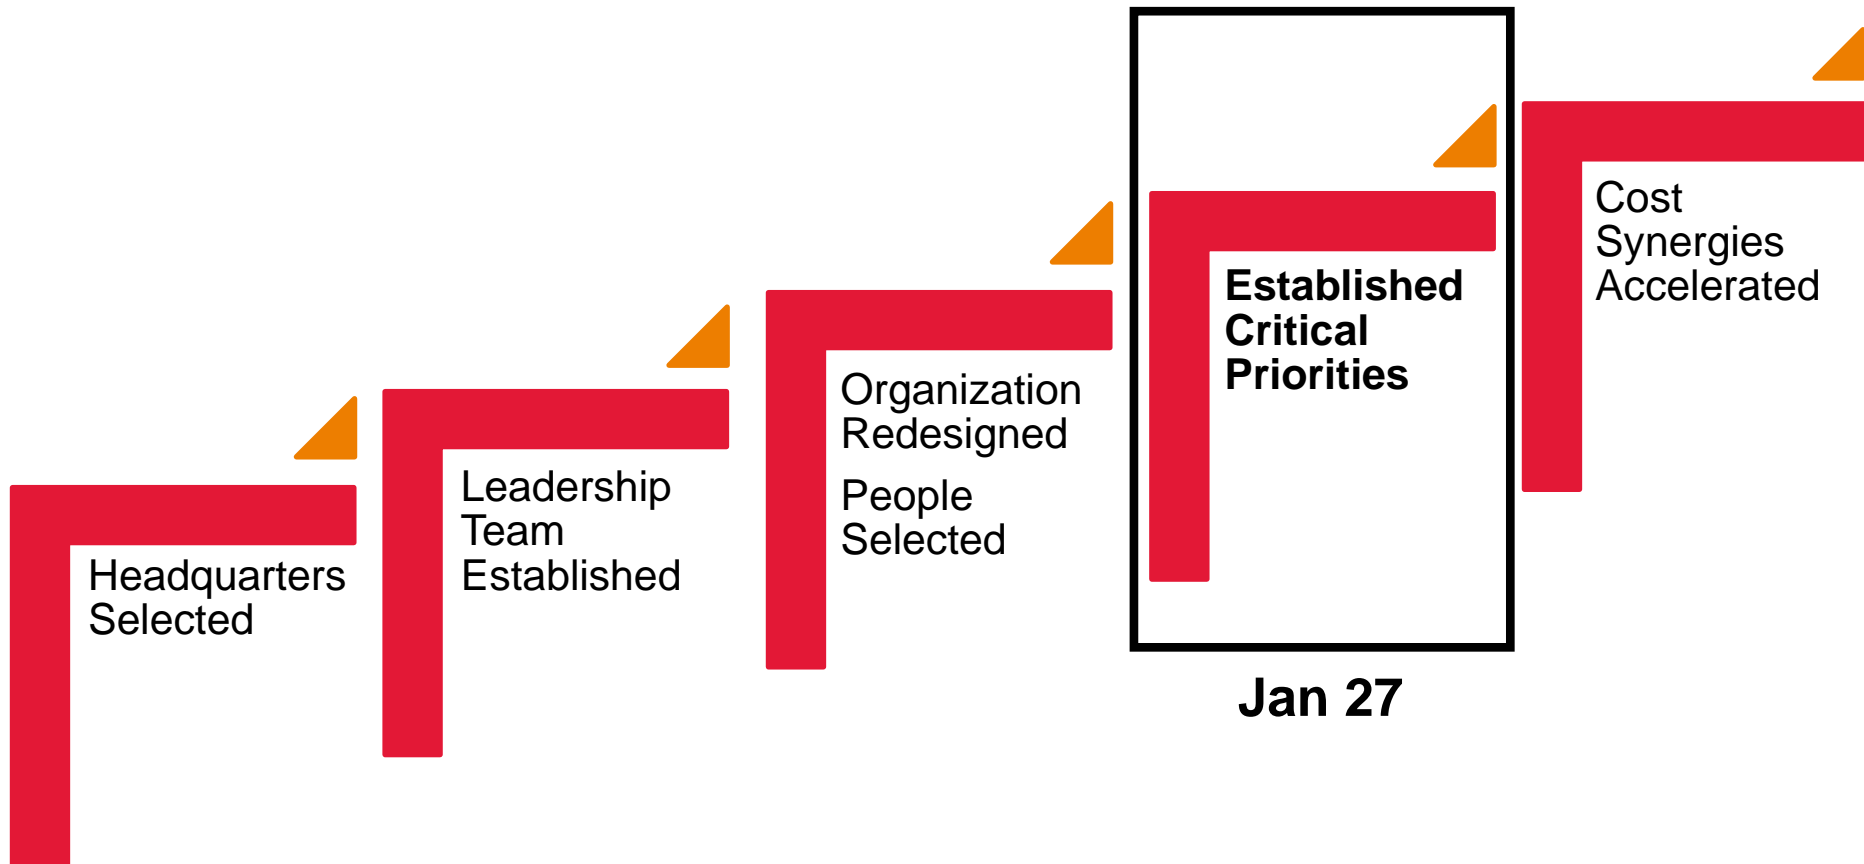 Headquarters
Selected
Leadership
Team
Established
Organization
Redesigned
People
Selected
Established
Critical
Priorities
Jan 27
Cost
Synergies
Accelerated